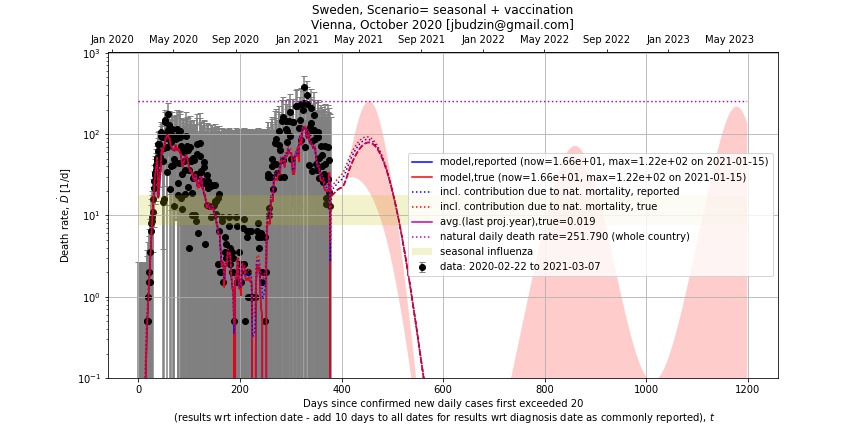 Sweden, Scenario= seasonal + vaccination
Vienna, October 2020 [jbudzin@gmail.com]
Jan 2020 May 2020 Sep 2020 Jan 2021 May 2021 Sep 2021 Jan 2022 May 2022 Sep 2022 Jan 2023 May 2023
10³
10²
10¹
10⁰
10⁻¹
Death rate, Ḋ [1/d]
model,reported (now=1.66e+01, max=1.22e+02 on 2021-01-15)
model,true (now=1.66e+01, max=1.22e+02 on 2021-01-15)
incl. contribution due to nat. mortality, reported
incl. contribution due to nat. mortality, true
avg.(last proj.year),true=0.019
natural daily death rate=251.790 (whole country)
seasonal influenza
data: 2020-02-22 to 2021-03-07
0 200 400 600 800 1000 1200
Days since confirmed new daily cases first exceeded 20
(results wrt infection date - add 10 days to all dates for results wrt diagnosis date as commonly reported), t